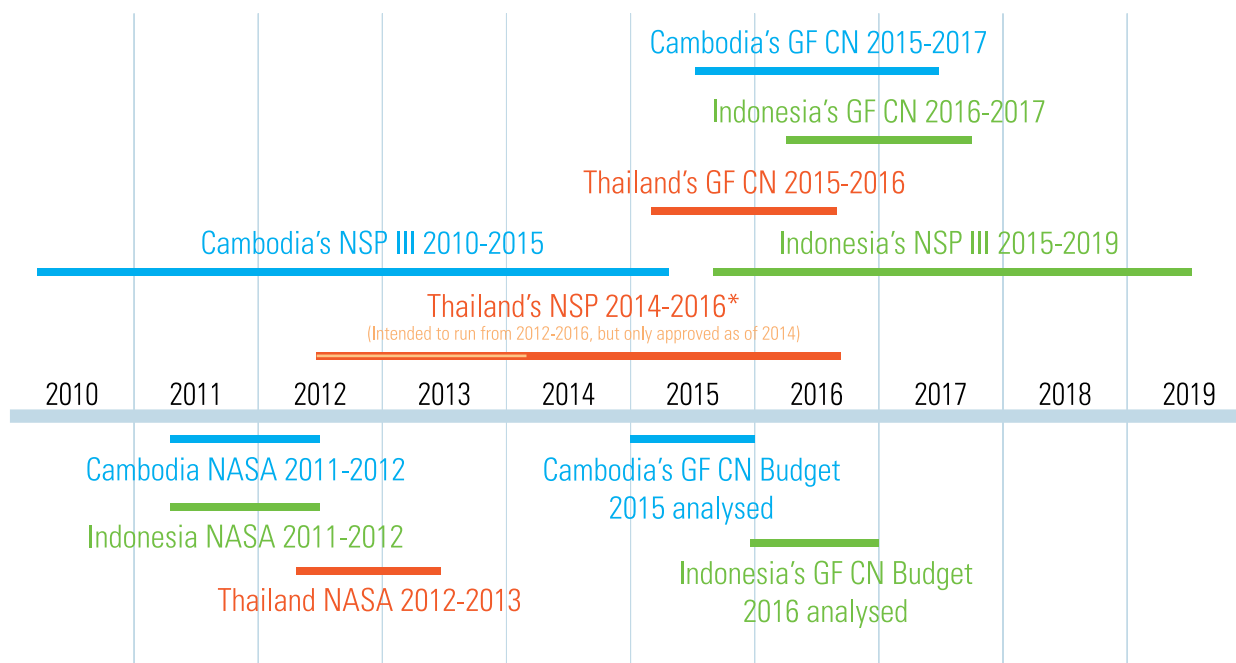 Cambodia's GF CN 2015-2017
Indonesia's GF CN 2016-2017
Thailand's GF CN 2015-2016
Cambodia's NSP III 2010-2015
Indonesia's NSP III 2015-2019
Thailand's NSP 2014-2016*
(Intended to run from 2012-2016, but only approved as of 2014)
2010 2011 2012 2013 2014 2015 2016 2017 2018 2019
Cambodia NASA 2011-2012
Cambodia's GF CN Budget
2015 analysed
Indonesia NASA 2011-2012
Indonesia's GF CN Budget
2016 analysed
Thailand NASA 2012-2013